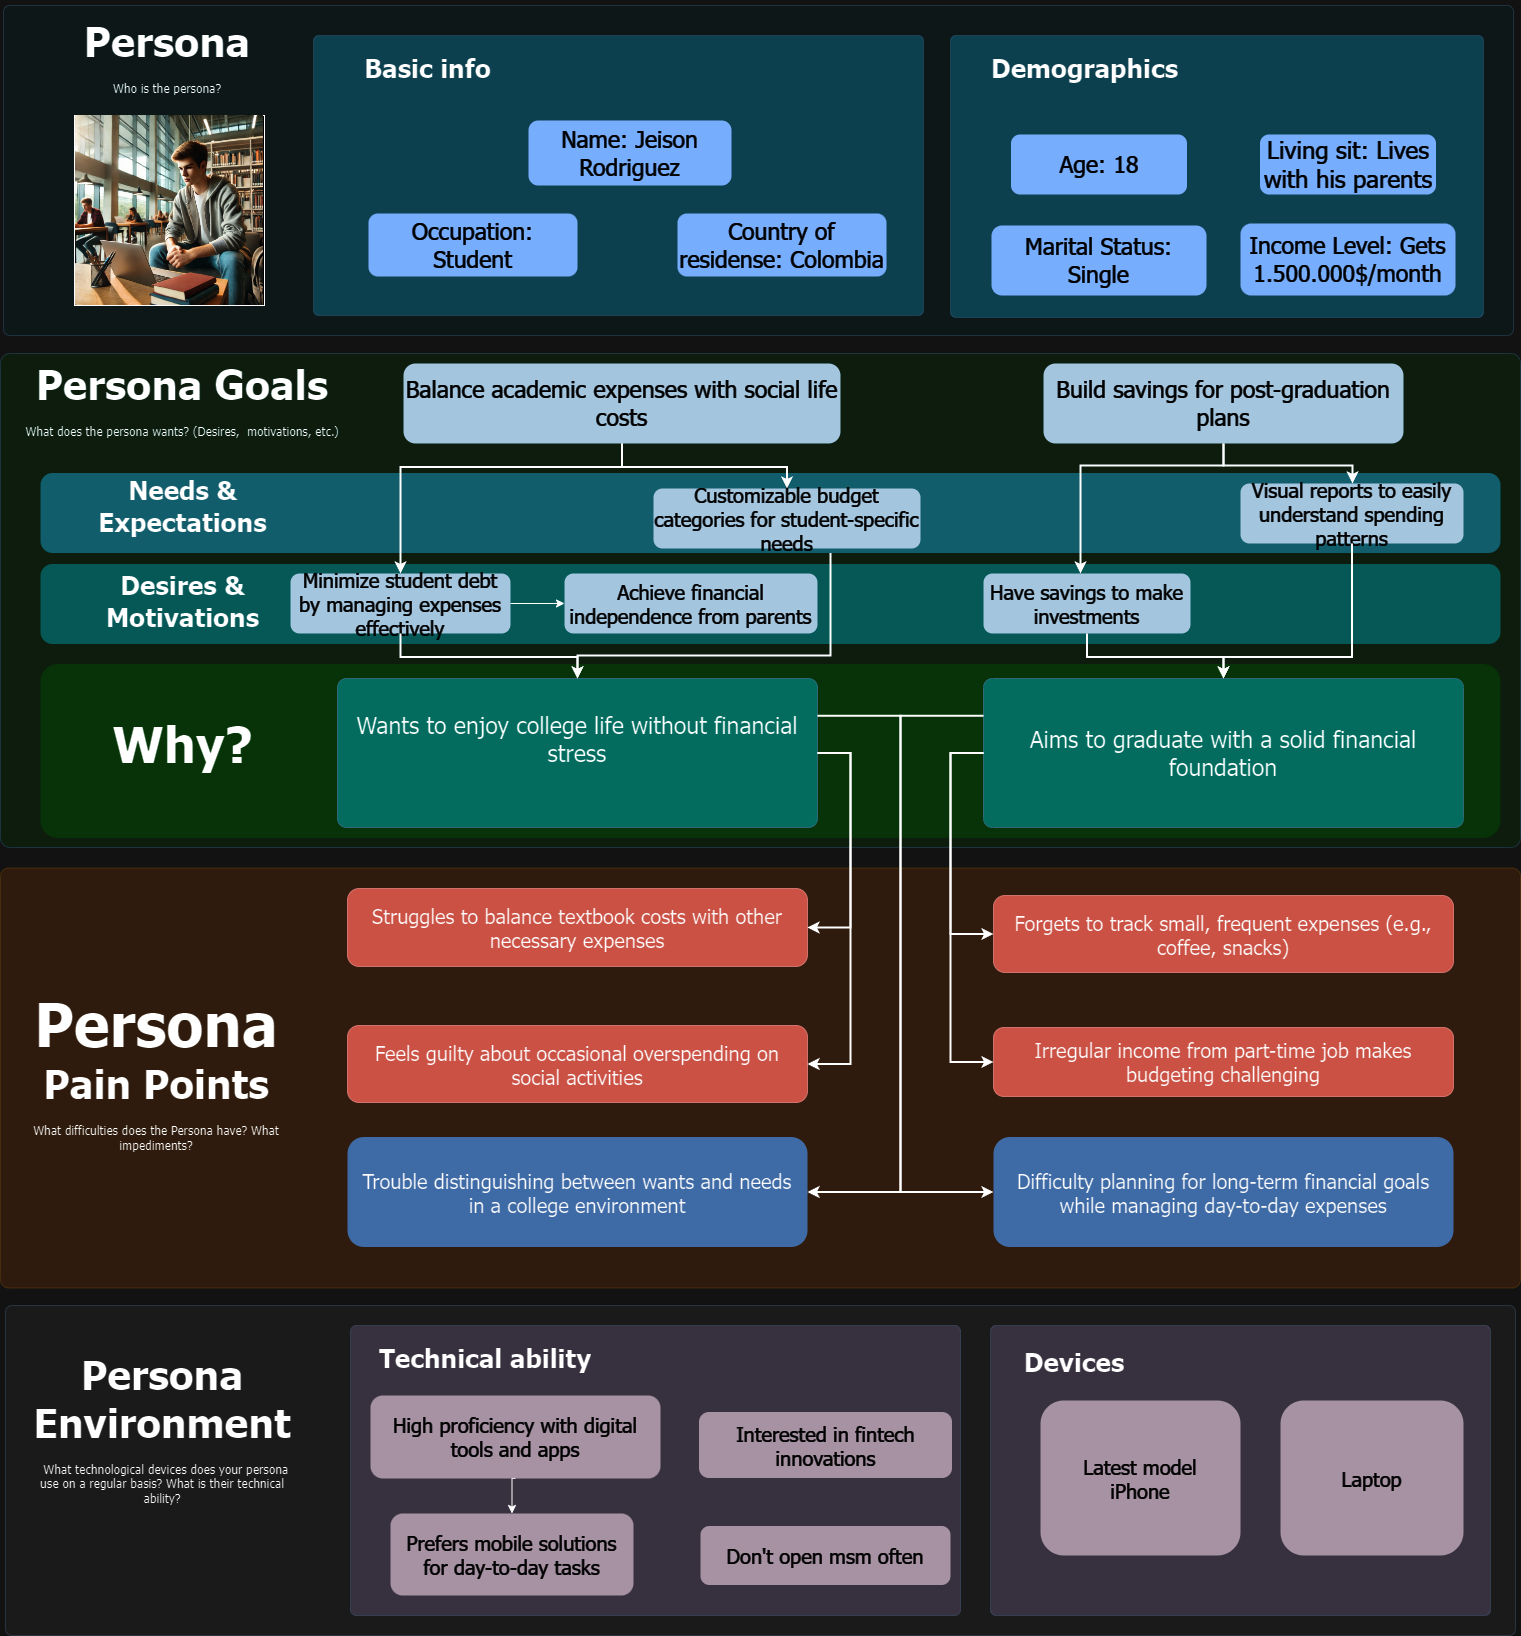 Persona
Who is the persona?
Basic info
Name: Jeison
Rodriguez
Occupation:
Student
Country of
residense: Colombia
Demographics
Age: 18
Living sit: Lives
with his parents
Marital Status:
Single
Income Level: Gets
1.500.000$/month
Persona Goals
What does the persona wants? (Desires,  motivations, etc.)
Balance academic expenses with social life
costs
Build savings for post-graduation
plans
Needs &
Expectations
Customizable budget
categories for student-specific
needs
Visual reports to easily
understand spending
patterns
Desires &
Motivations
Minimize student debt
by managing expenses
effectively
Achieve financial
independence from parents
Have savings to make
investments
Why?
Wants to enjoy college life without financial
stress
Aims to graduate with a solid financial
foundation
Persona
Pain Points
What difficulties does the Persona have? What
impediments?
Struggles to balance textbook costs with other
necessary expenses
Forgets to track small, frequent expenses (e.g.,
coffee, snacks)
Feels guilty about occasional overspending on
social activities
Irregular income from part-time job makes
budgeting challenging
Trouble distinguishing between wants and needs
in a college environment
Difficulty planning for long-term financial goals
while managing day-to-day expenses
Persona
Environment
What technological devices does your persona
use on a regular basis? What is their technical
ability?
Technical ability
High proficiency with digital
tools and apps
Interested in fintech
innovations
Prefers mobile solutions
for day-to-day tasks
Don't open msm often
Devices
Latest model
iPhone
Laptop